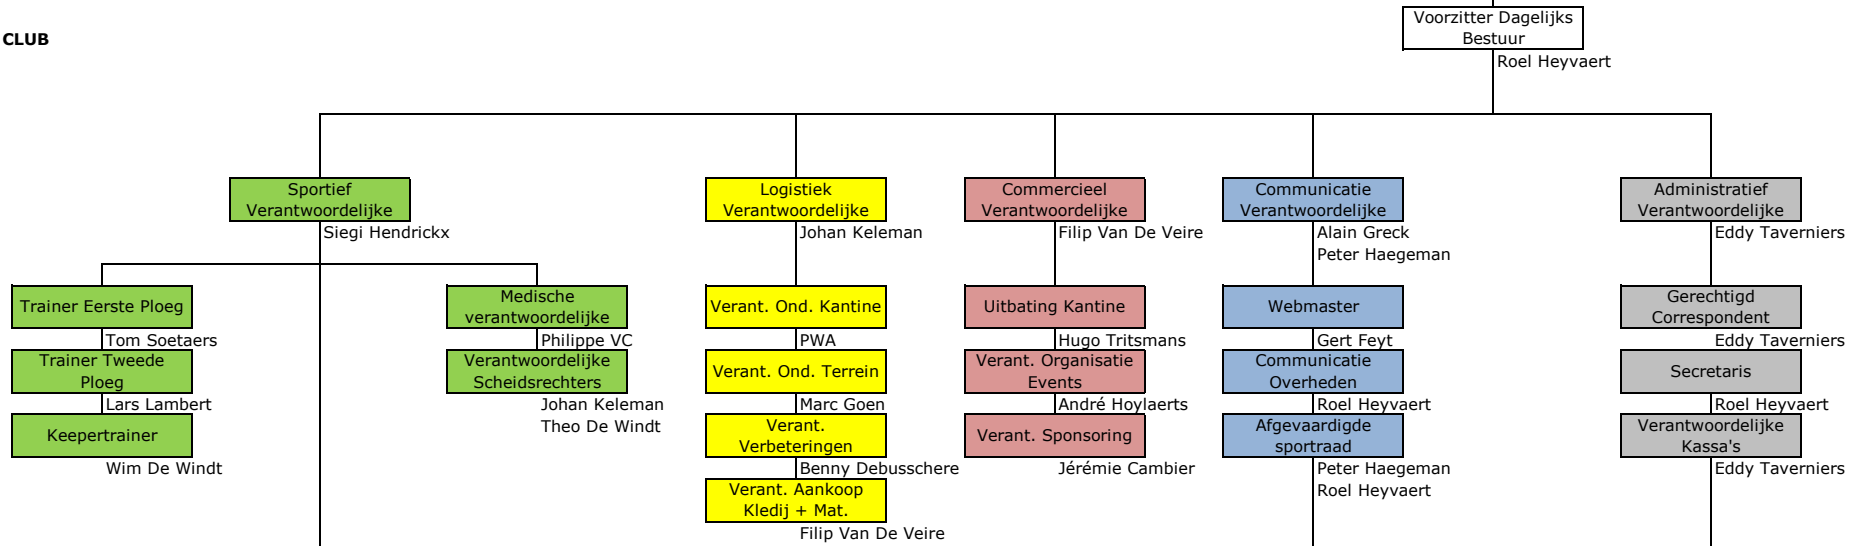 Voorzitter Dagelijks
Bestuur
CLUB
Roel Heyvaert
Sportief
Verantwoordelijke
Siegi Hendrickx
Logistiek
Verantwoordelijke
Johan Keleman
Commercieel
Verantwoordelijke
Filip Van De Veire
Communicatie
Verantwoordelijke
Alain Greck
Peter Haegeman
Administratief
Verantwoordelijke
Eddy Taverniers
Trainer Eerste Ploeg
Tom Soetaers
Trainer Tweede
Ploeg
Lars Lambert
Keepertrainer
Wim De Windt
Medische
verantwoordelijke
Philippe VC
Verantwoordelijke
Scheidsrechters
Johan Keleman
Theo De Windt
Verant. Ond. Kantine
PWA
Verant. Ond. Terrein
Marc Goen
Verant.
Verbeteringen
Benny Debusschere
Verant. Aankoop
Kledij + Mat.
Filip Van De Veire
Uitbating Kantine
Hugo Tritsmans
Verant. Organisatie
Events
André Hoylaerts
Verant. Sponsoring
Jérémie Cambier
Webmaster
Gert Feyt
Communicatie
Overheden
Roel Heyvaert
Afgevaardigde
sportraad
Peter Haegeman
Roel Heyvaert
Gerechtigd
Correspondent
Eddy Taverniers
Secretaris
Roel Heyvaert
Verantwoordelijke
Kassa's
Eddy Taverniers